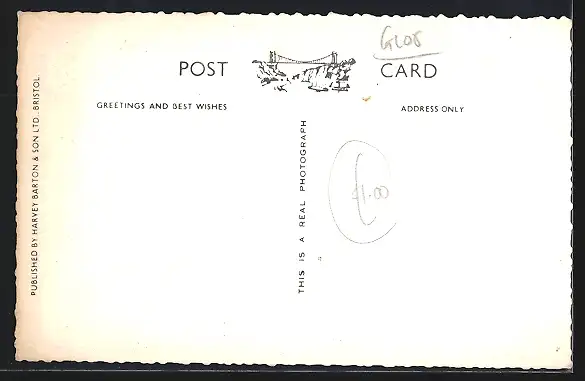 GLOS
POST CARD
GREETINGS AND BEST WISHES
ADDRESS ONLY
THIS IS A REAL PHOTOGRAPH
£1.00
PUBLISHED BY HARVEY BARTON & SON LTD., BRISTOL.